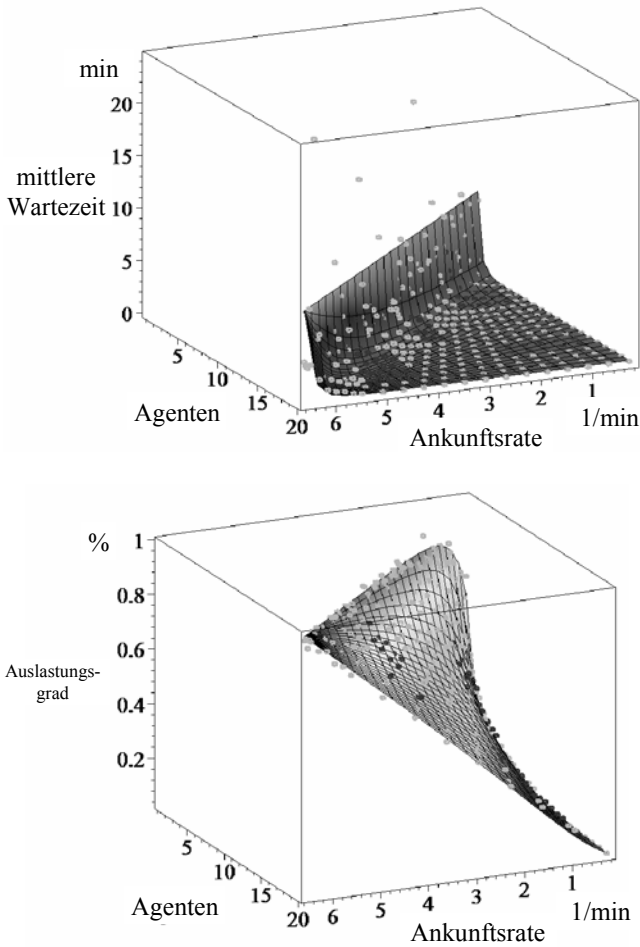 min
20
15
mittlere
Wartezeit
10
5
0
5
10
15
20
Agenten
6
5
4
3
2
1
1/min
Ankunftsrate
%
1
0.8
0.6
Auslastungs-
grad
0.4
0.2
5
10
15
20
Agenten
6
5
4
3
2
1
1/min
Ankunftsrate